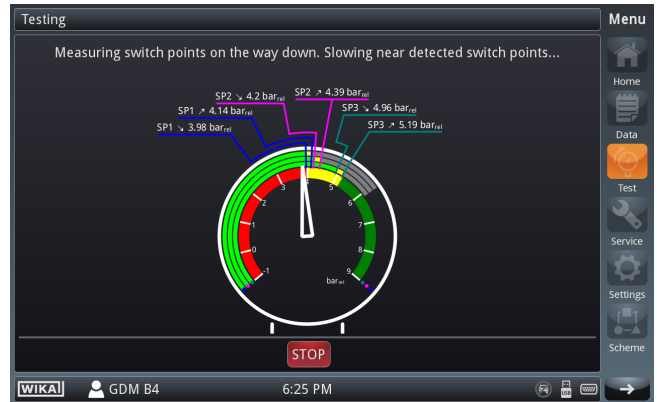 Testing
Menu
Measuring switch points on the way down. Slowing near detected switch points...
SP2 ↘ 4.2 barrel
SP2 ↗ 4.39 barrel
SP1 ↗ 4.14 barrel
SP3 ↘ 4.96 barrel
SP1 ↘ 3.98 barrel
SP3 ↗ 5.19 barrel
Home
Data
Test
Service
Settings
Scheme
3
5
2
6
1
7
0
8
-1
barrel
9
STOP
WIKAI
GDM B4
6:25 PM
USB